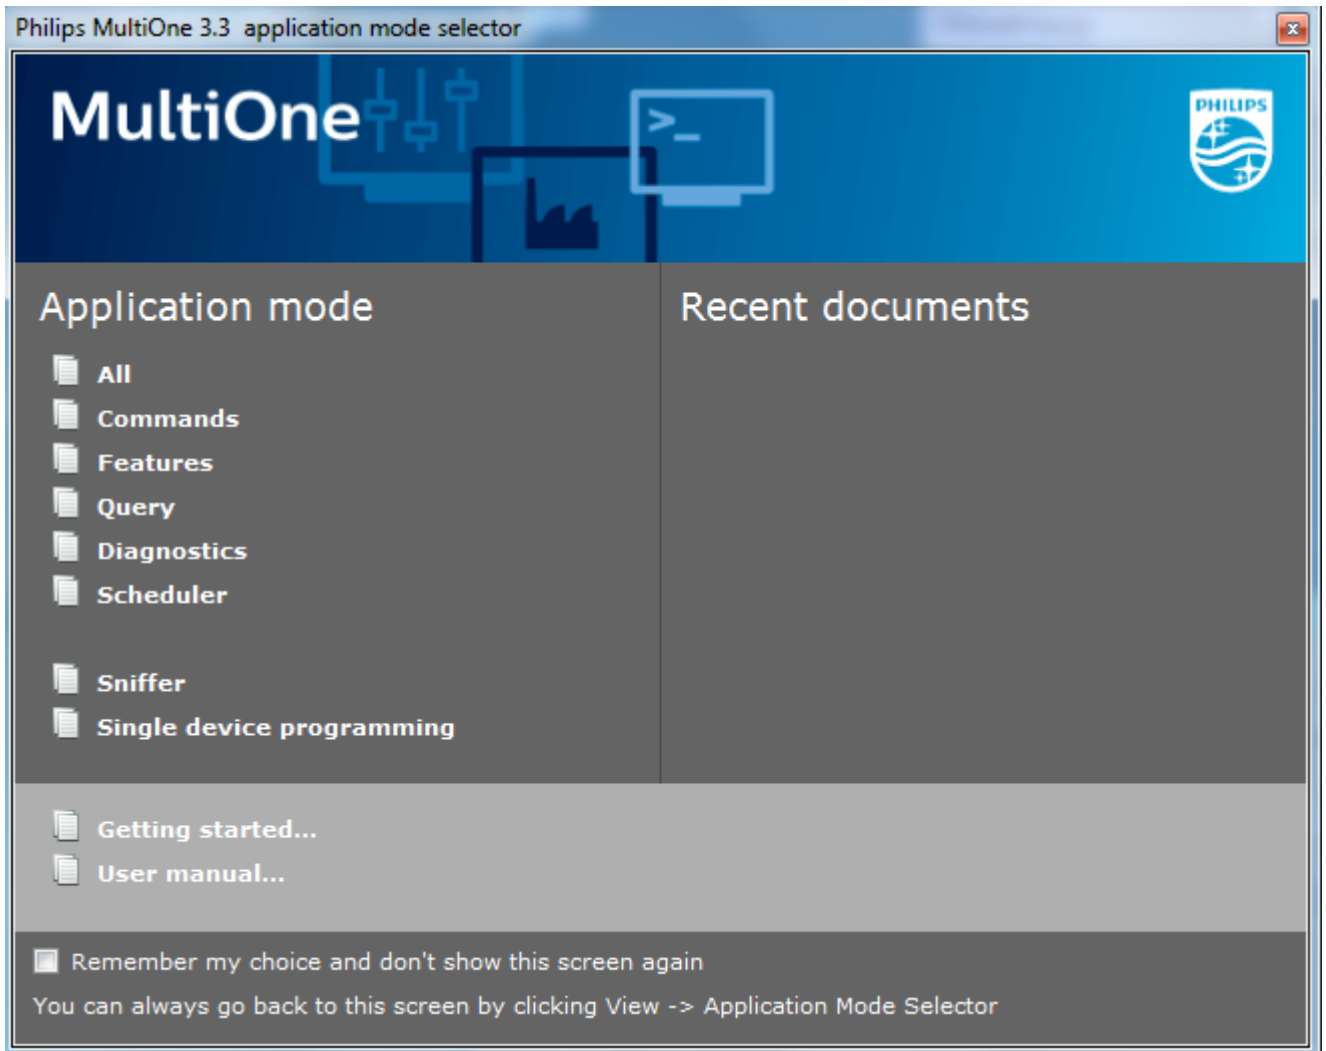 Philips MultiOne 3.3 application mode selector
MultiOne
>_
PHILIPS
Application mode
All
Commands
Features
Query
Diagnostics
Scheduler
Sniffer
Single device programming
Recent documents
Getting started...
User manual...
Remember my choice and don't show this screen again
You can always go back to this screen by clicking View -> Application Mode Selector